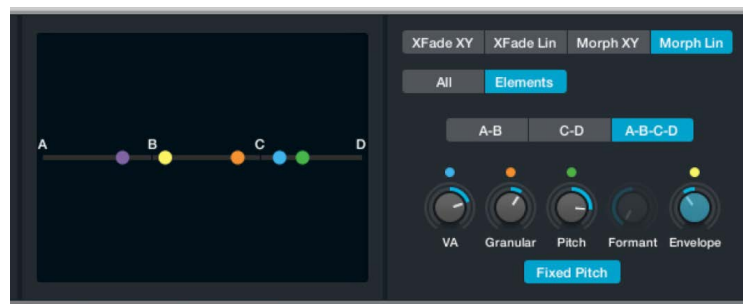 XFade XY XFade Lin Morph XY Morph Lin
All Elements
A-B C-D A-B-C-D
A B C D
VA Granular Pitch Formant Envelope
Fixed Pitch